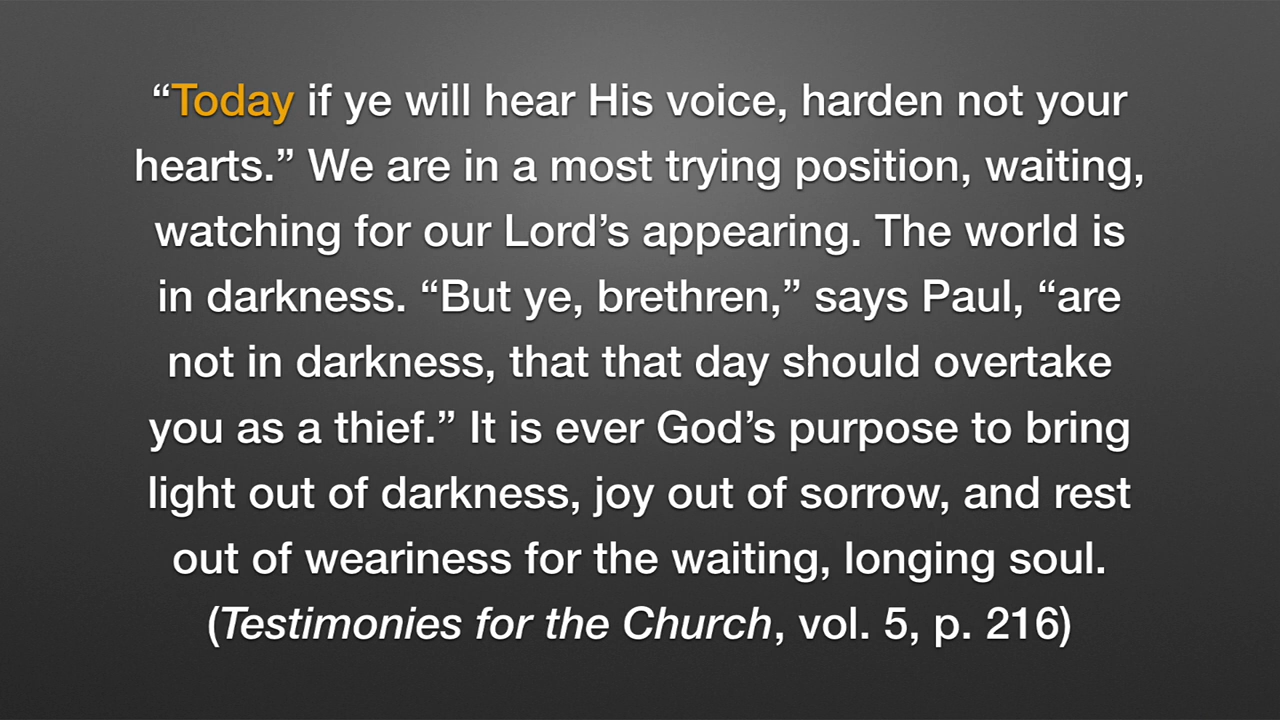 “Today if ye will hear His voice, harden not your
hearts.” We are in a most trying position, waiting,
watching for our Lord’s appearing. The world is
in darkness. “But ye, brethren,” says Paul, “are
not in darkness, that that day should overtake
you as a thief.” It is ever God’s purpose to bring
light out of darkness, joy out of sorrow, and rest
out of weariness for the waiting, longing soul.
(Testimonies for the Church, vol. 5, p. 216)